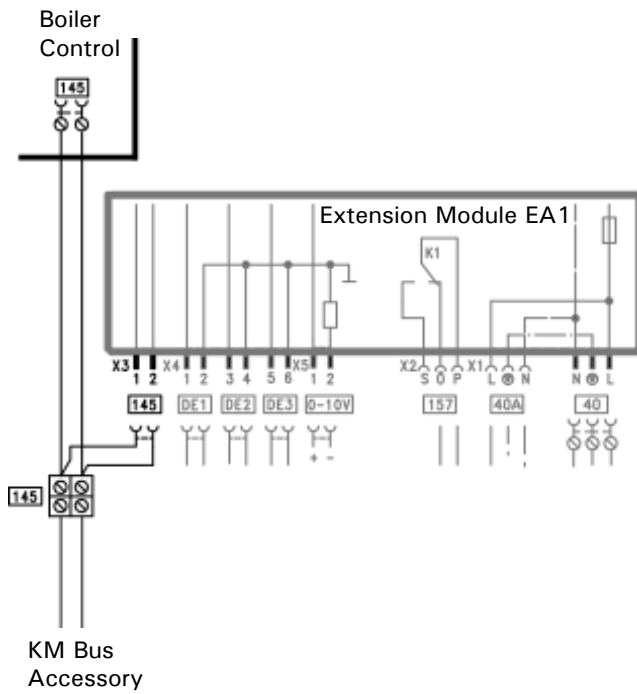 Boiler
Control
145
Extension Module EA1
K1
X3 1 2 X4 1 2 3 4 5 6 X5 1 2 X2 S Ö P X1 L N N L
145 DE1 DE2 DE3 0-10V 157 40A 40
+ -
145
KM Bus
Accessory